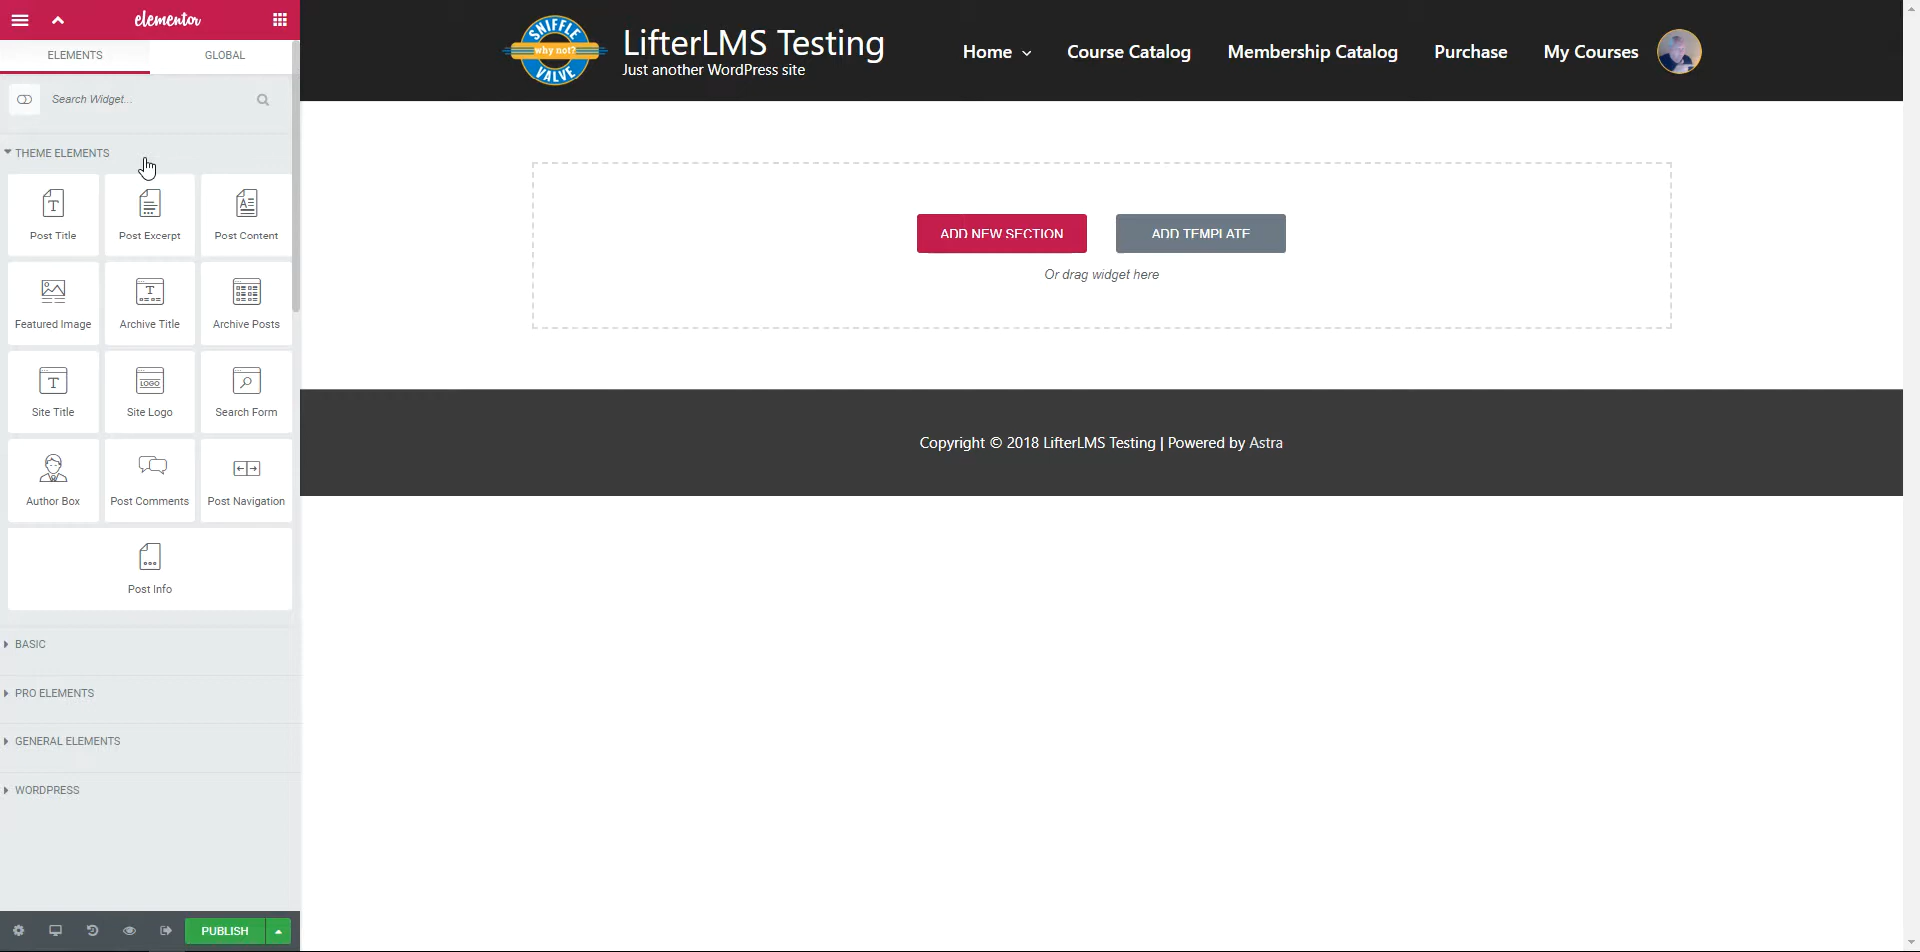 elementor
ELEMENTS
GLOBAL
Search Widget...
THEME ELEMENTS
Post Title
Post Excerpt
Post Content
Featured Image
Archive Title
Archive Posts
Site Title
LOGO
Site Logo
Search Form
Author Box
Post Comments
Post Navigation
Post Info
BASIC
PRO ELEMENTS
GENERAL ELEMENTS
WORDPRESS
PUBLISH
SNIFFLE
why not?
VALVE
LifterLMS Testing
Just another WordPress site
Home
Course Catalog
Membership Catalog
Purchase
My Courses
ADD NEW SECTION
ADD TEMPLATE
Or drag widget here
Copyright © 2018 LifterLMS Testing | Powered by Astra